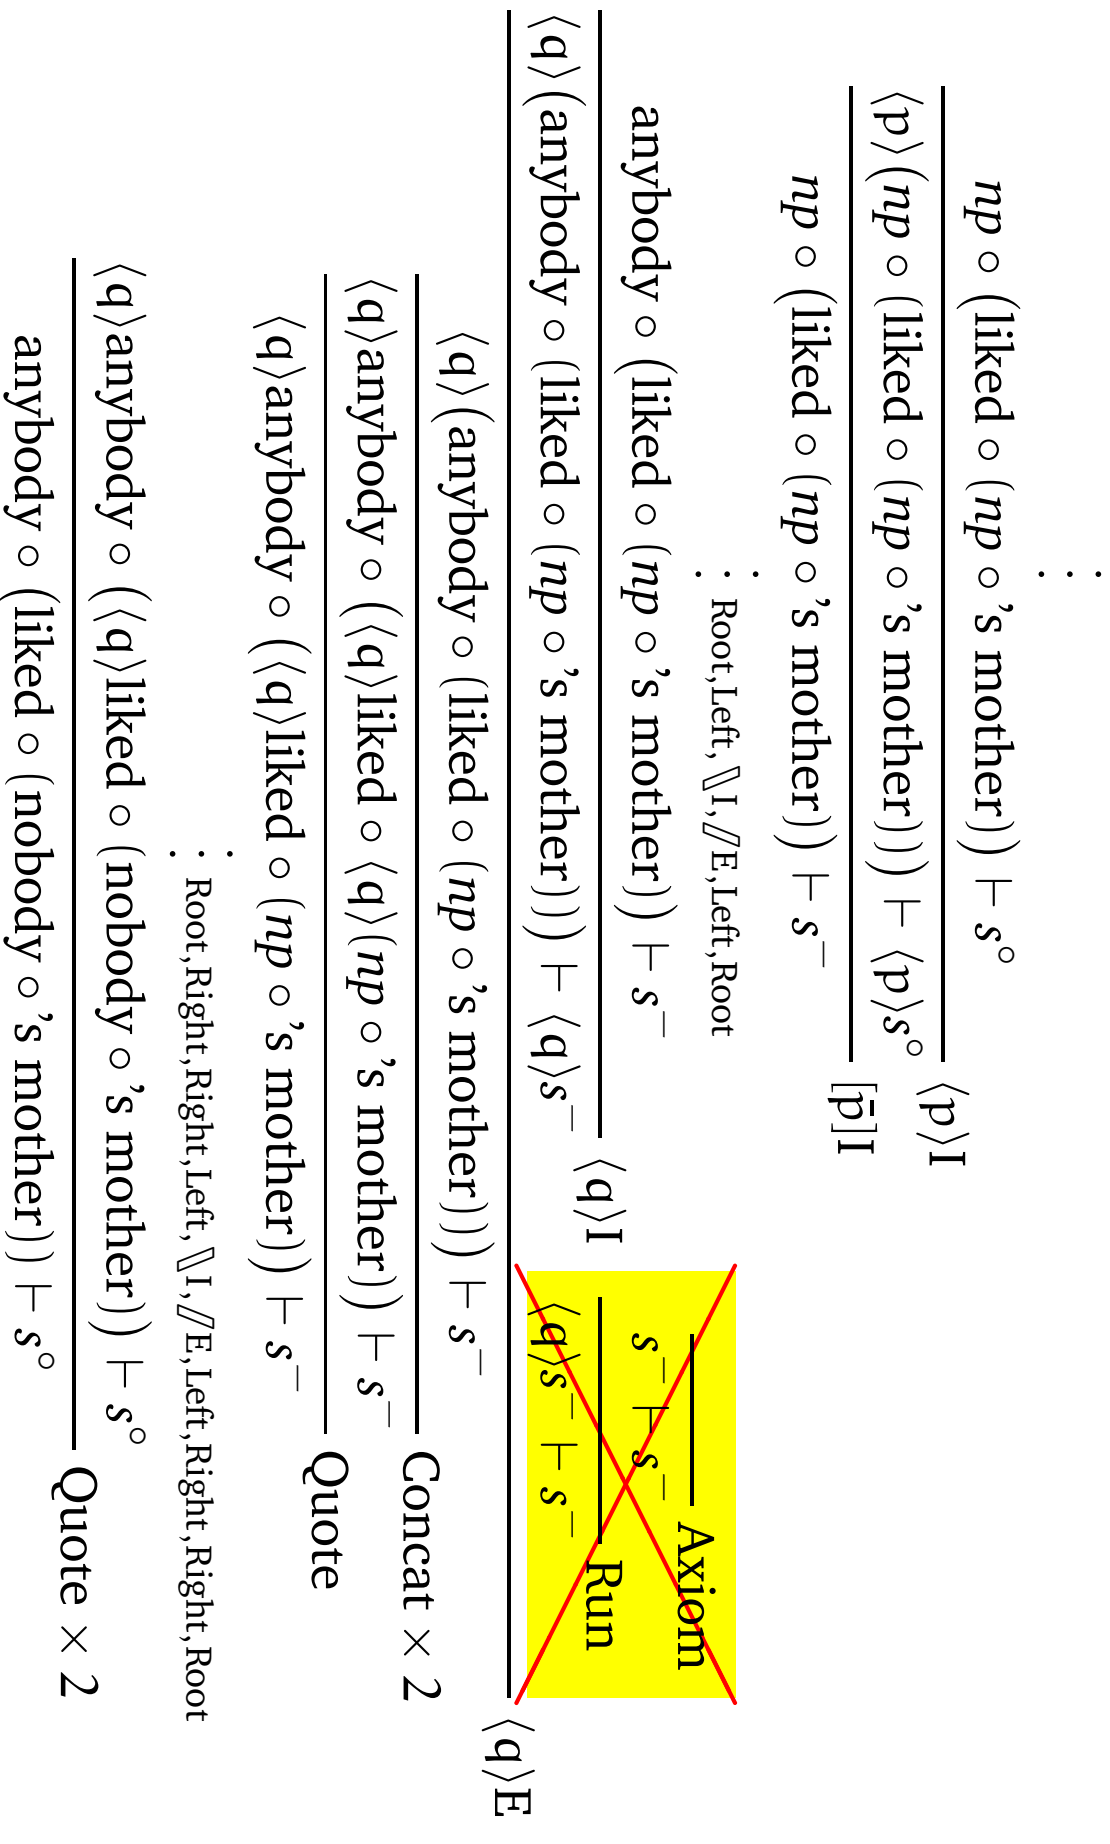 ⋮
np ∘ (liked ∘ (np ∘ ’s mother)) ⊢ s°
⟨p⟩I
⟨p⟩(np ∘ (liked ∘ (np ∘ ’s mother))) ⊢ ⟨p⟩s°
[p̄]I
np ∘ (liked ∘ (np ∘ ’s mother)) ⊢ s⁻
⋮ Root,Left,⑊I,⫽E,Left,Root
Axiom
anybody ∘ (liked ∘ (np ∘ ’s mother)) ⊢ s⁻
⟨q⟩I
s⁻ ⊢ s⁻
Run
⟨q⟩(anybody ∘ (liked ∘ (np ∘ ’s mother))) ⊢ ⟨q⟩s⁻
⟨q⟩s⁻ ⊢ s⁻
⟨q⟩E
⟨q⟩(anybody ∘ (liked ∘ (np ∘ ’s mother))) ⊢ s⁻
Concat × 2
⟨q⟩anybody ∘ (⟨q⟩liked ∘ ⟨q⟩(np ∘ ’s mother)) ⊢ s⁻
Quote
⟨q⟩anybody ∘ (⟨q⟩liked ∘ (np ∘ ’s mother)) ⊢ s⁻
⋮ Root,Right,Right,Left,⑊I,⫽E,Left,Right,Right,Root
⟨q⟩anybody ∘ (⟨q⟩liked ∘ (nobody ∘ ’s mother)) ⊢ s°
Quote × 2
anybody ∘ (liked ∘ (nobody ∘ ’s mother)) ⊢ s°